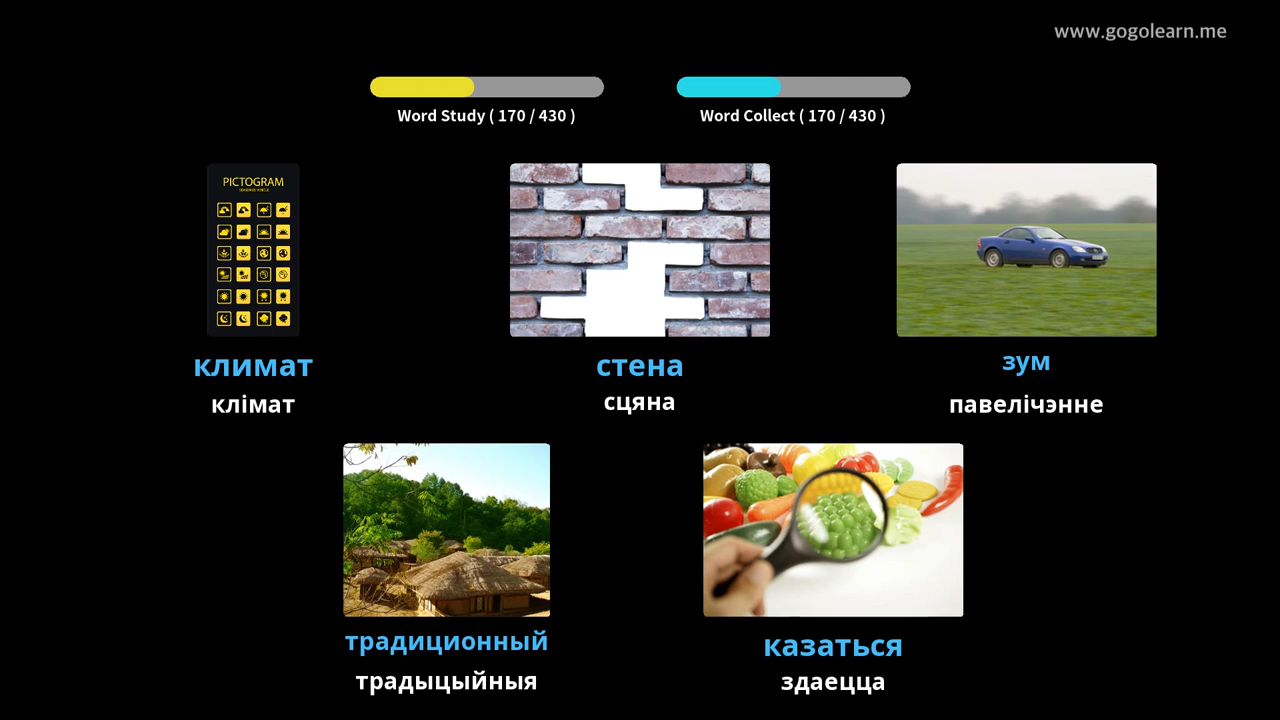 www.gogolearn.me
Word Study ( 170 / 430 )
Word Collect ( 170 / 430 )
PICTOGRAM
климат
клімат
стена
сцяна
зум
павелічэнне
традиционный
традыцыйныя
казаться
здаецца